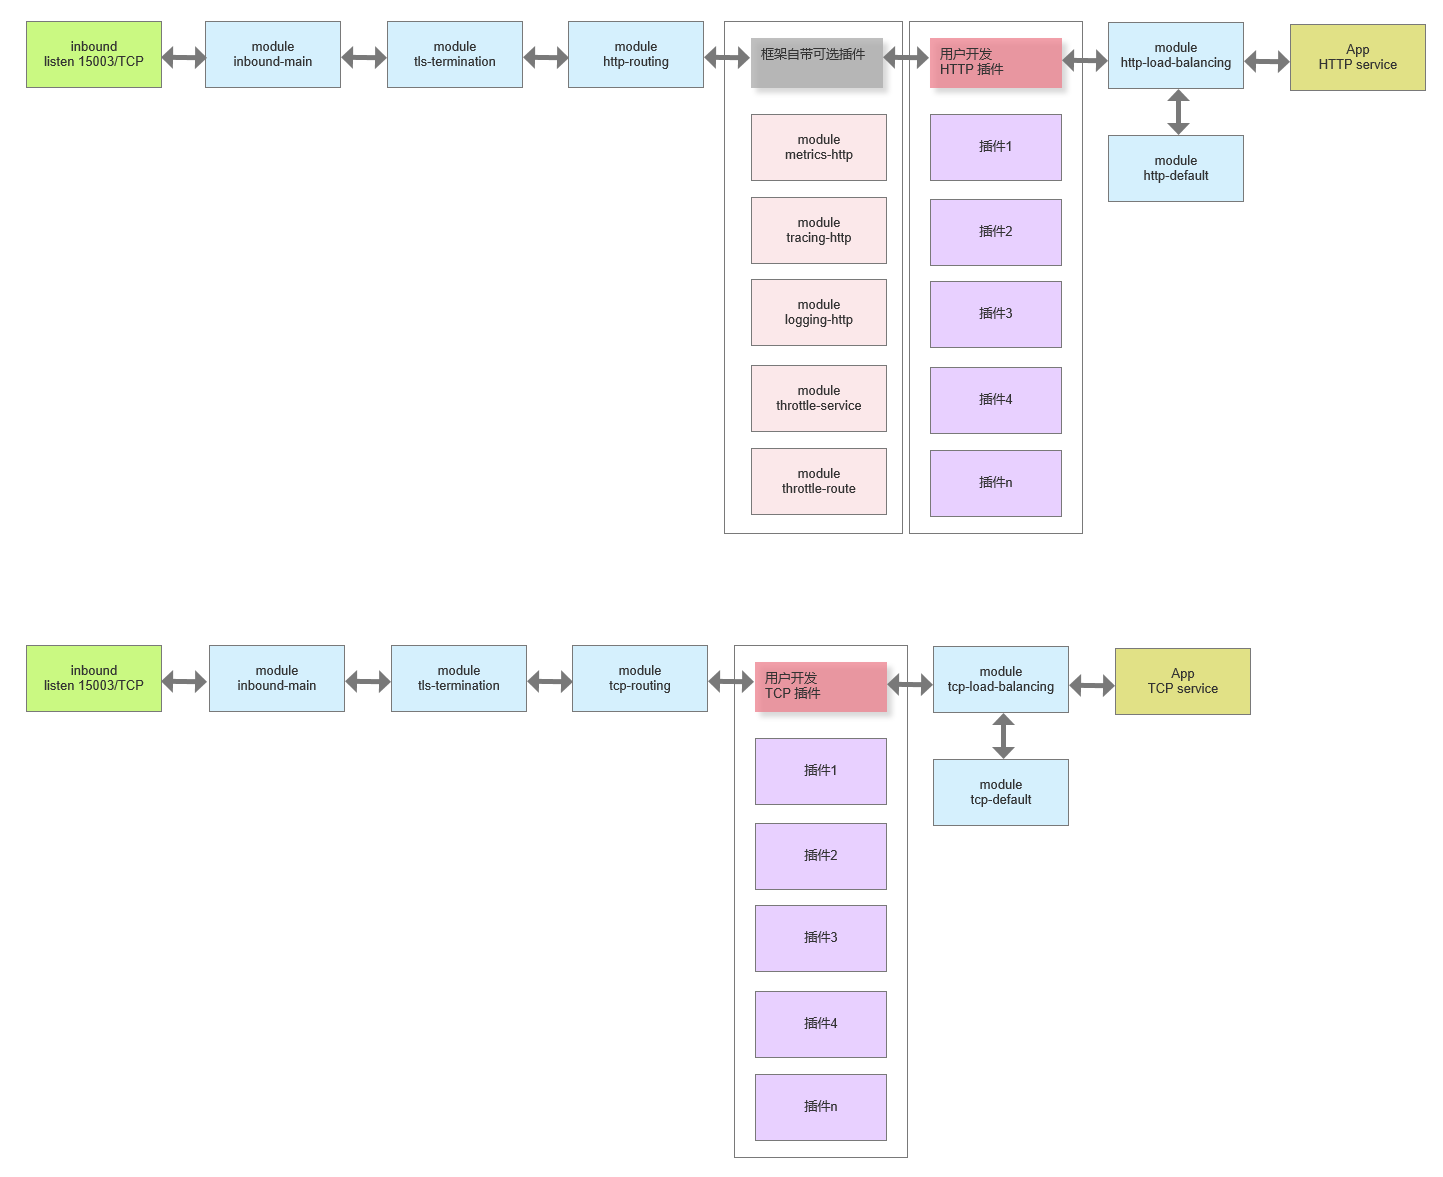 inbound
listen 15003/TCP
module
inbound-main
module
tls-termination
module
http-routing
框架自带可选插件
用户开发
HTTP 插件
module
http-load-balancing
App
HTTP service
module
metrics-http
插件1
module
http-default
module
tracing-http
插件2
module
logging-http
插件3
module
throttle-service
插件4
module
throttle-route
插件n
inbound
listen 15003/TCP
module
inbound-main
module
tls-termination
module
tcp-routing
用户开发
TCP 插件
module
tcp-load-balancing
App
TCP service
插件1
module
tcp-default
插件2
插件3
插件4
插件n